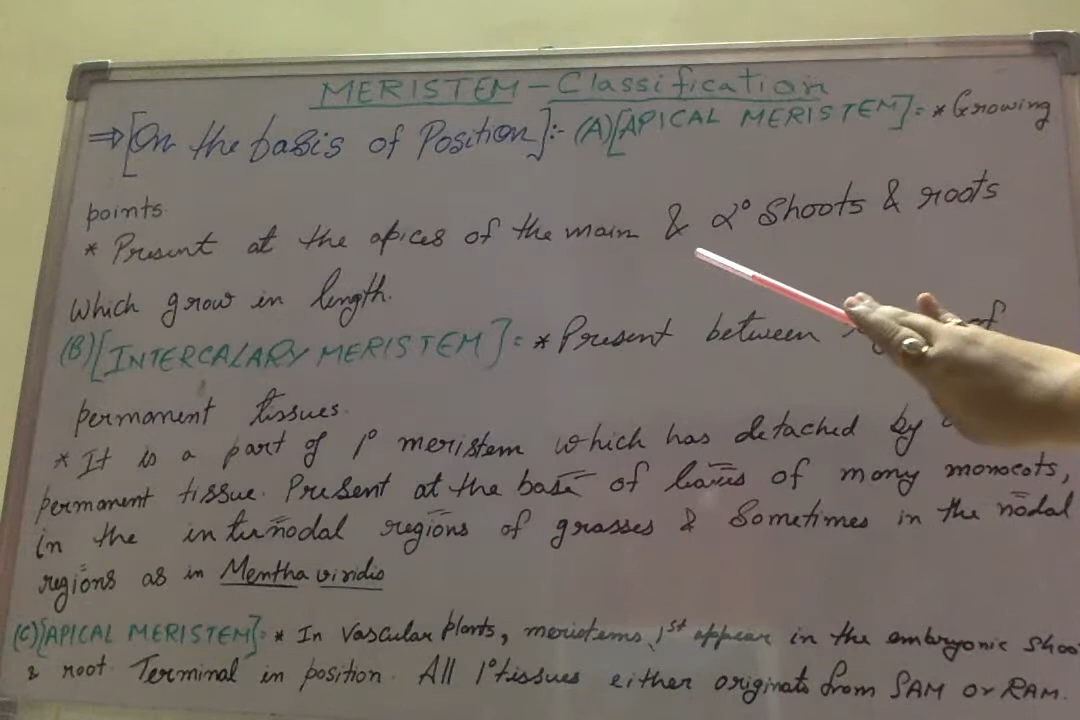 MERISTEM - Classification
⇒ [On the basis of Position]:- (A) [APICAL MERISTEM]: * Growing
points.
* Present at the apices of the main & 2° Shoots & roots
Which grow in length.
(B) [INTERCALARY MERISTEM]: * Present between of
permanent tissues.
* It is a part of 1° meristem which has detached by
permanent tissue. Present at the base of leaves of many monocots,
in the internodal regions of grasses & Sometimes in the nodal
regions as in Mentha viridis
(C) [APICAL MERISTEM]: * In Vascular plants, meristems 1st appear in the embryonic Shoo
& root. Terminal in position. All 1° tissues either originats from SAM or RAM.